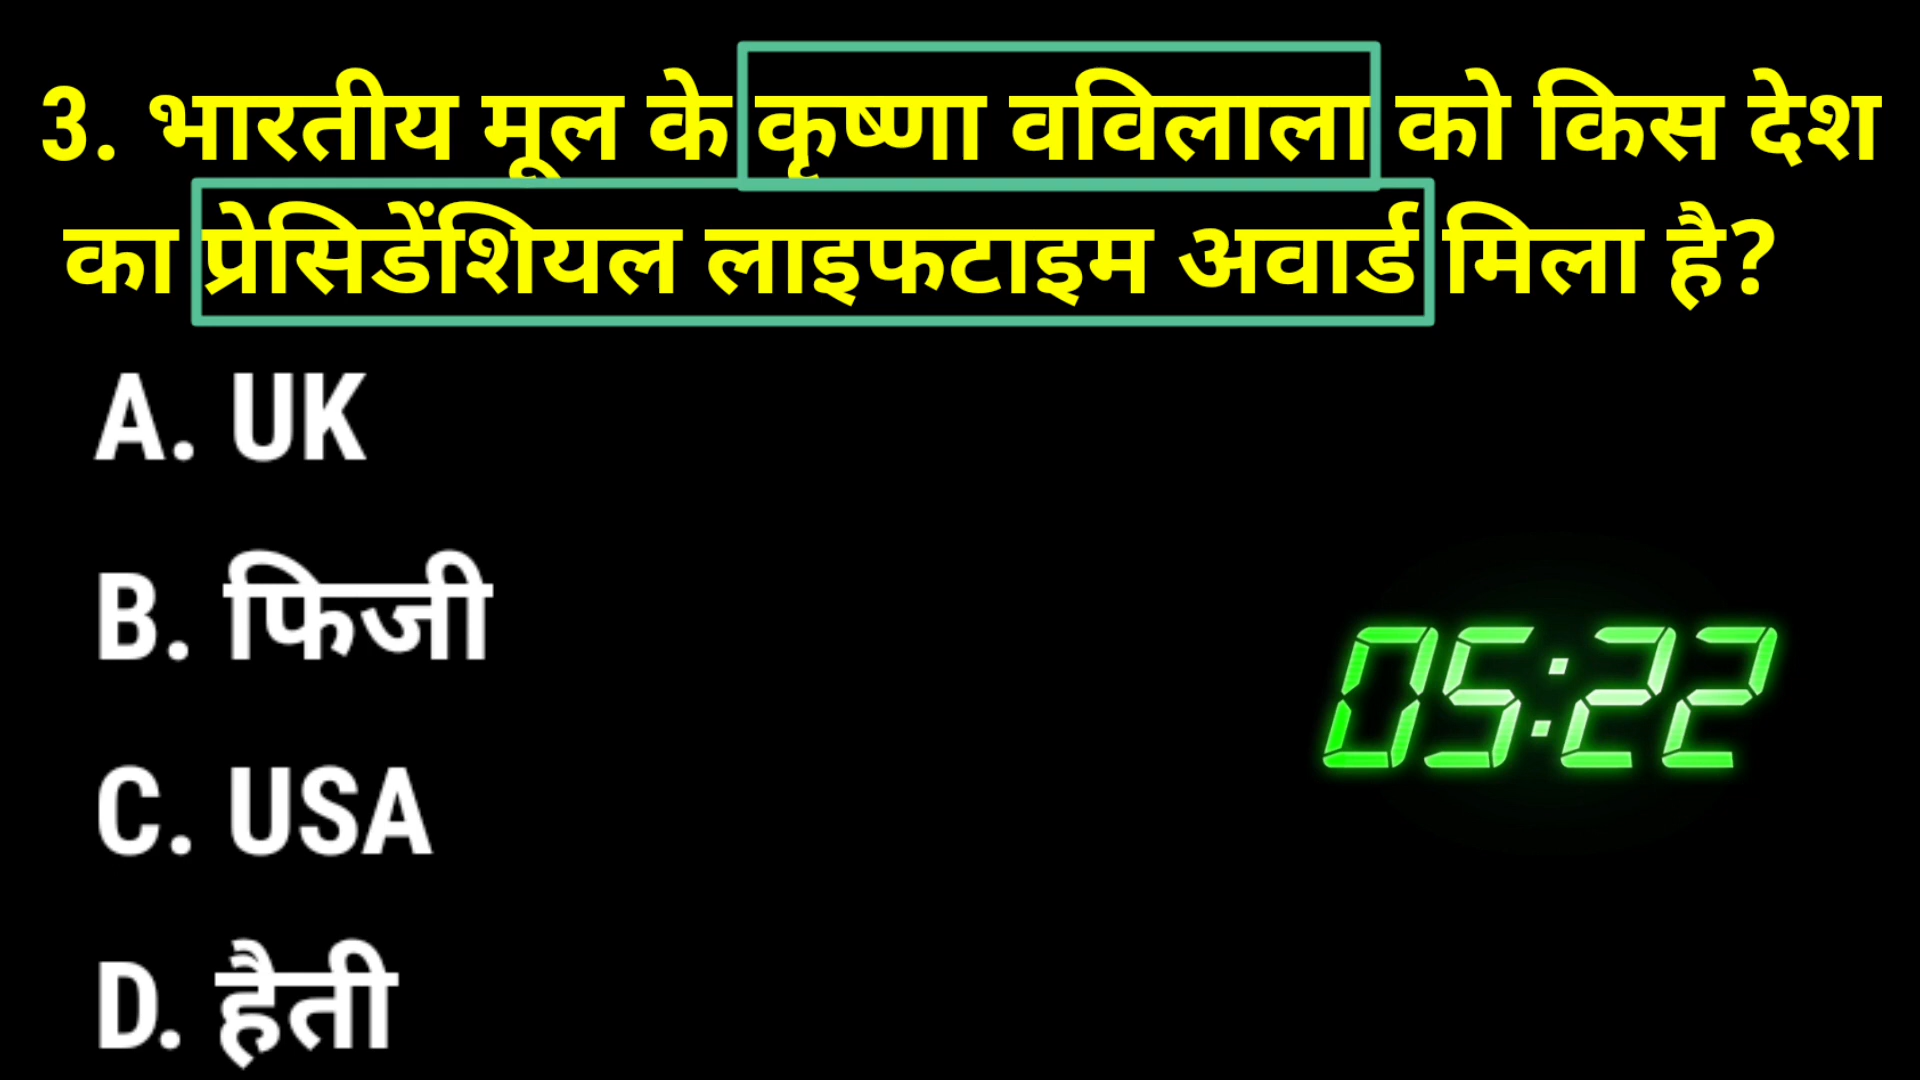 3. भारतीय मूल के कृष्णा वविलाला को किस देश
का प्रेसिडेंशियल लाइफटाइम अवार्ड मिला है?
A. UK
B. फिजी
05:22
C. USA
D. हैती